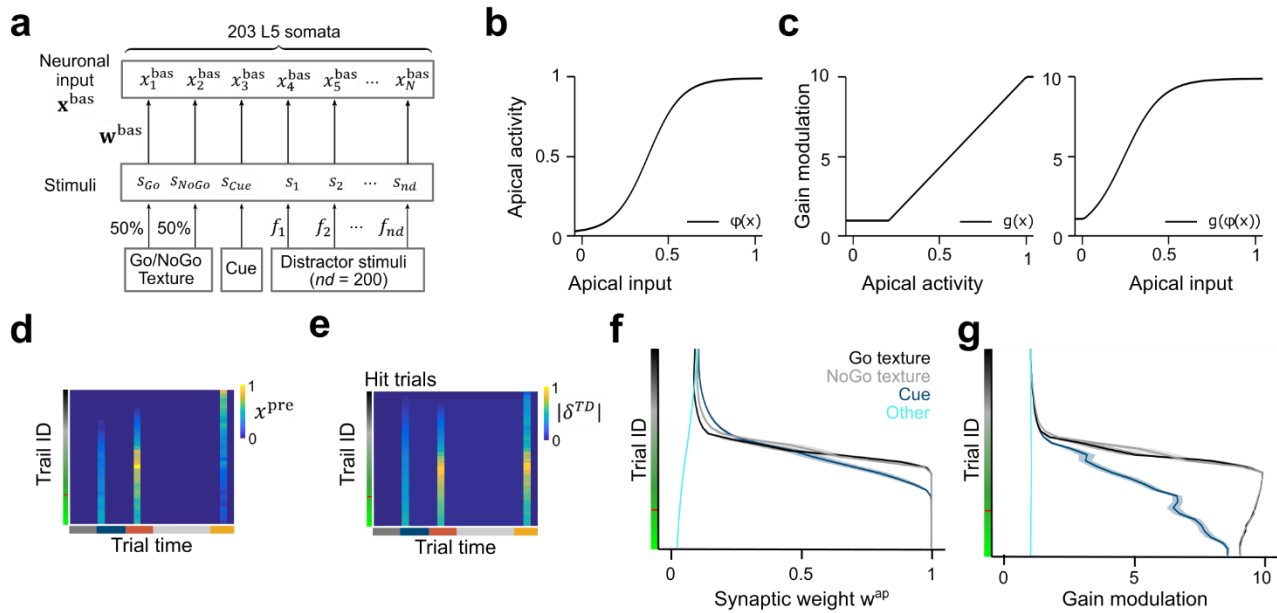 a
203 L5 somata
Neuronal
input
x^bas
x_1^bas x_2^bas x_3^bas x_4^bas x_5^bas ... x_N^bas
w^bas
Stimuli
s_Go s_NoGo s_Cue s_1 s_2 ... s_nd
50% 50% f_1 f_2 ... f_nd
Go/NoGo
Texture
Cue
Distractor stimuli
(nd = 200)
b
Apical activity
1
0.5
0
0 0.5 1
φ(x)
Apical input
c
Gain modulation
10
5
0
0 0.5 1
g(x)
Apical activity
10
5
0
0 0.5 1
g(φ(x))
Apical input
d
Trail ID
1
x^pre
0
Trial time
e
Hit trials
Trail ID
1
|δ^TD|
0
Trial time
f
Trial ID
Go texture
NoGo texture
Cue
Other
0 0.5 1
Synaptic weight w^ap
g
Trial ID
0 5 10
Gain modulation